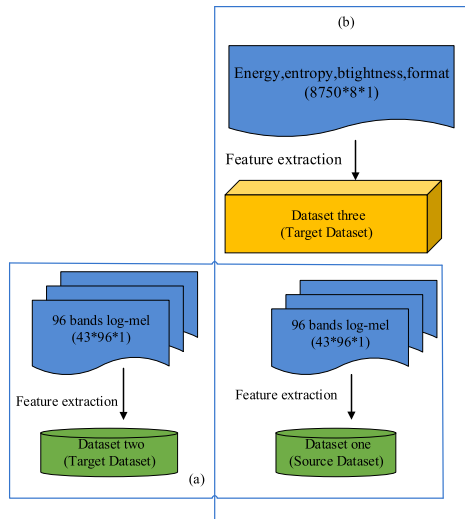 (b)
Energy,entropy,btightness,format
(8750*8*1)
Feature extraction
Dataset three
(Target Dataset)
96 bands log-mel
(43*96*1)
Feature extraction
Dataset two
(Target Dataset)
(a)
96 bands log-mel
(43*96*1)
Feature extraction
Dataset one
(Source Dataset)